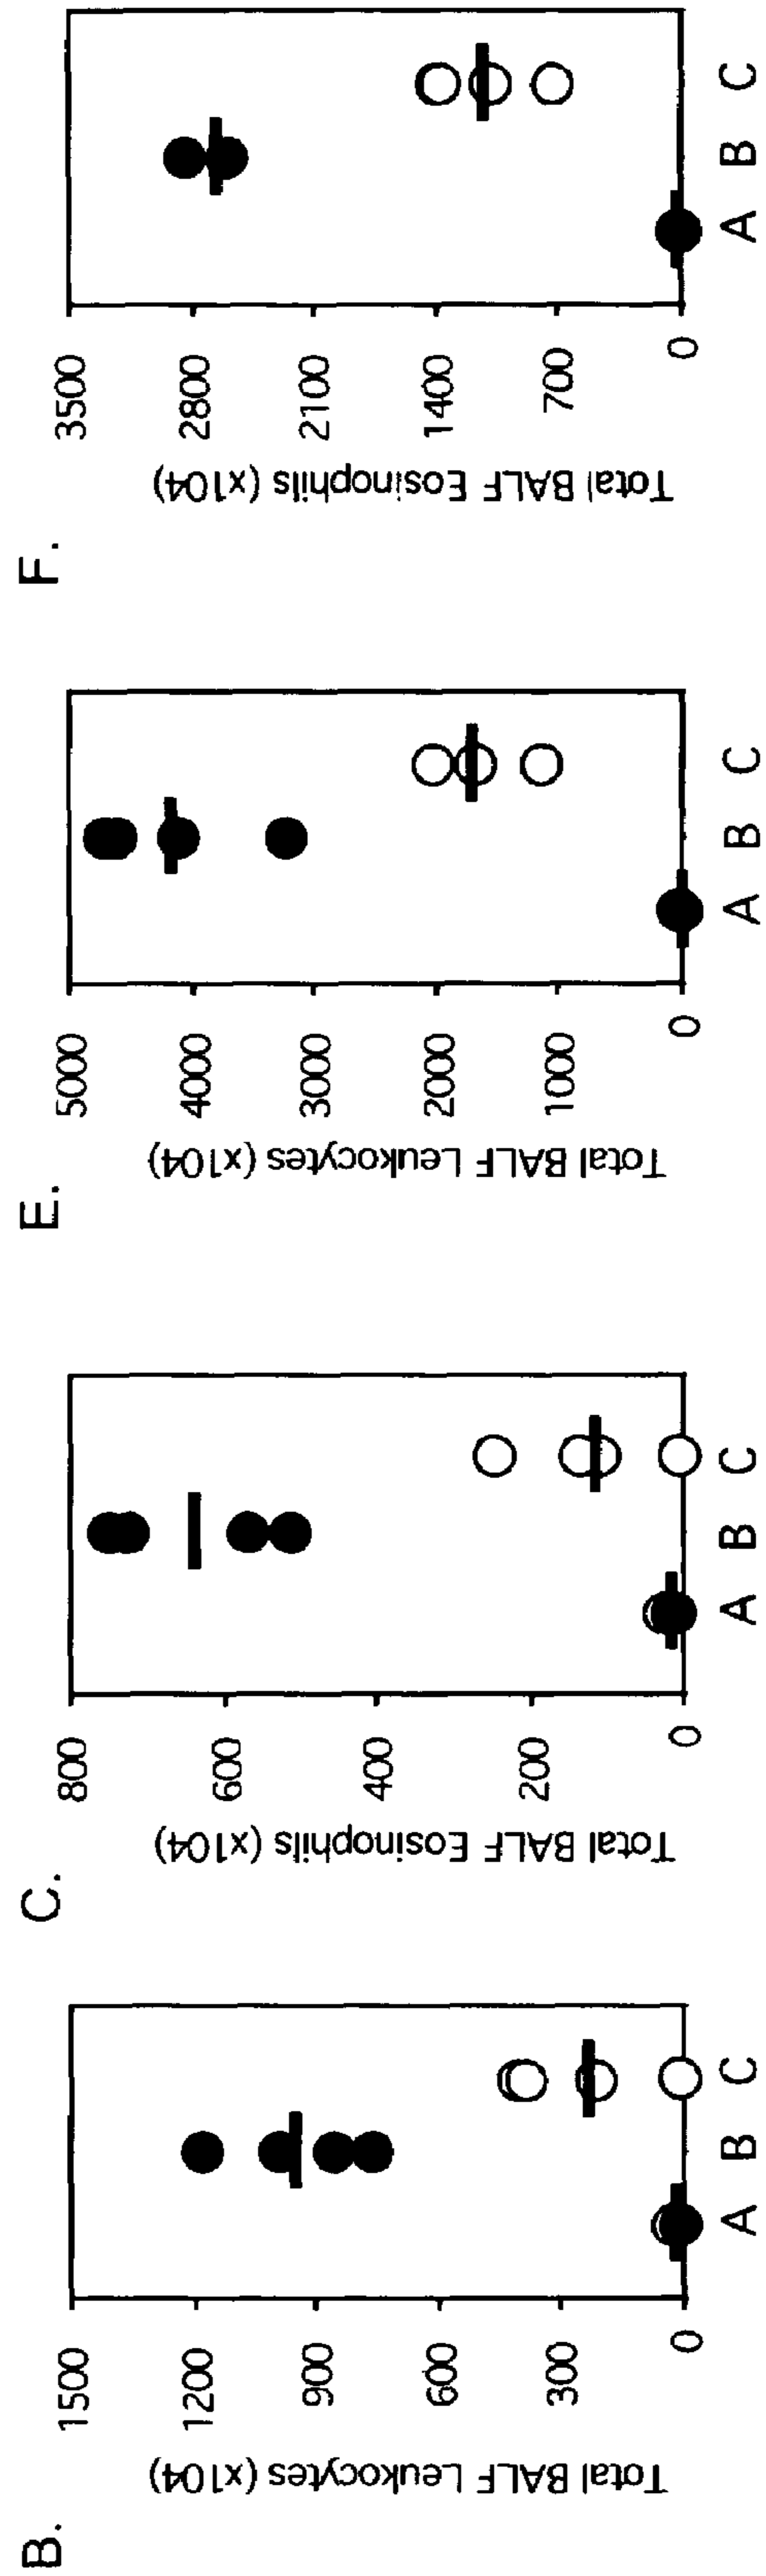 B.
Total BALF Leukocytes (x104)
1500
1200
900
600
300
0
A B C
C.
Total BALF Eosinophils (x104)
800
600
400
200
0
A B C
E.
Total BALF Leukocytes (x104)
5000
4000
3000
2000
1000
0
A B C
F.
Total BALF Eosinophils (x104)
3500
2800
2100
1400
700
0
A B C